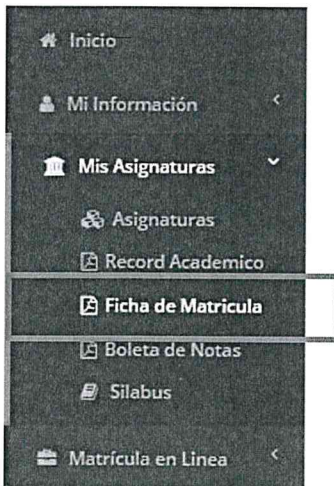 Inicio
Mi Información
Mis Asignaturas
Asignaturas
Record Academico
Ficha de Matricula
Boleta de Notas
Silabus
Matrícula en Linea